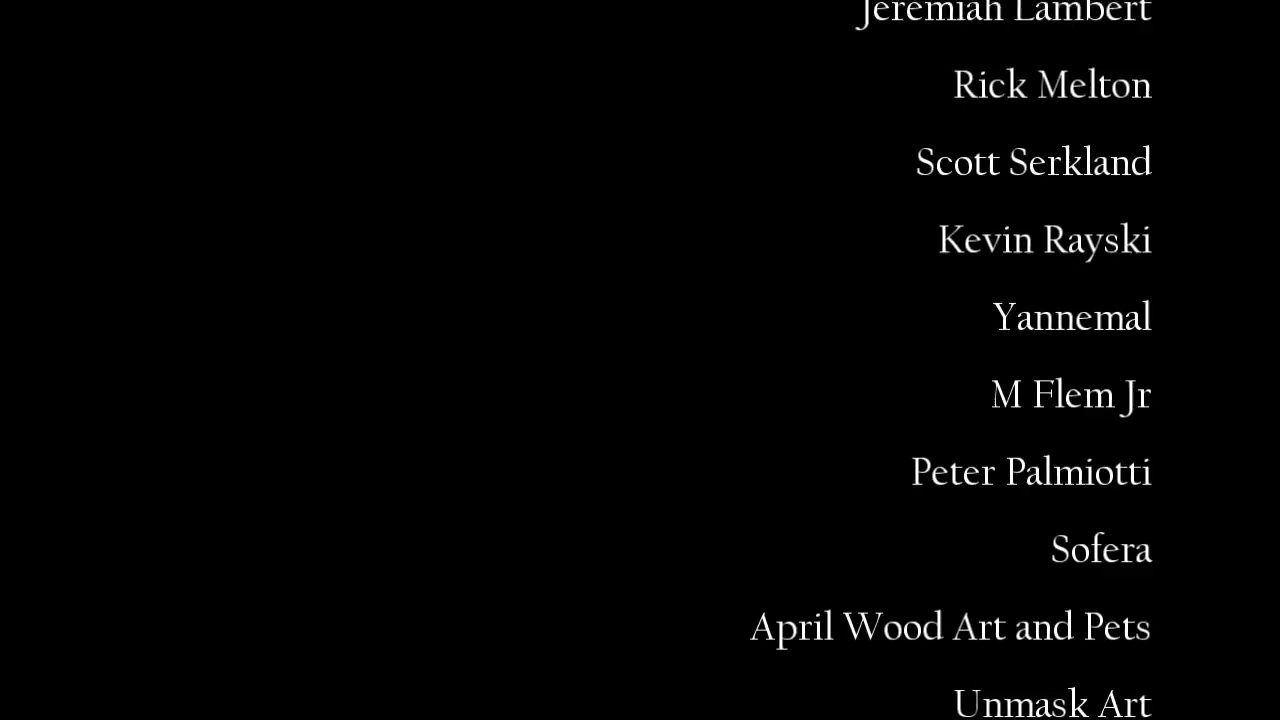 Jeremiah Lambert
Rick Melton
Scott Serkland
Kevin Rayski
Yannemal
M Flem Jr
Peter Palmiotti
Sofera
April Wood Art and Pets
Unmask Art